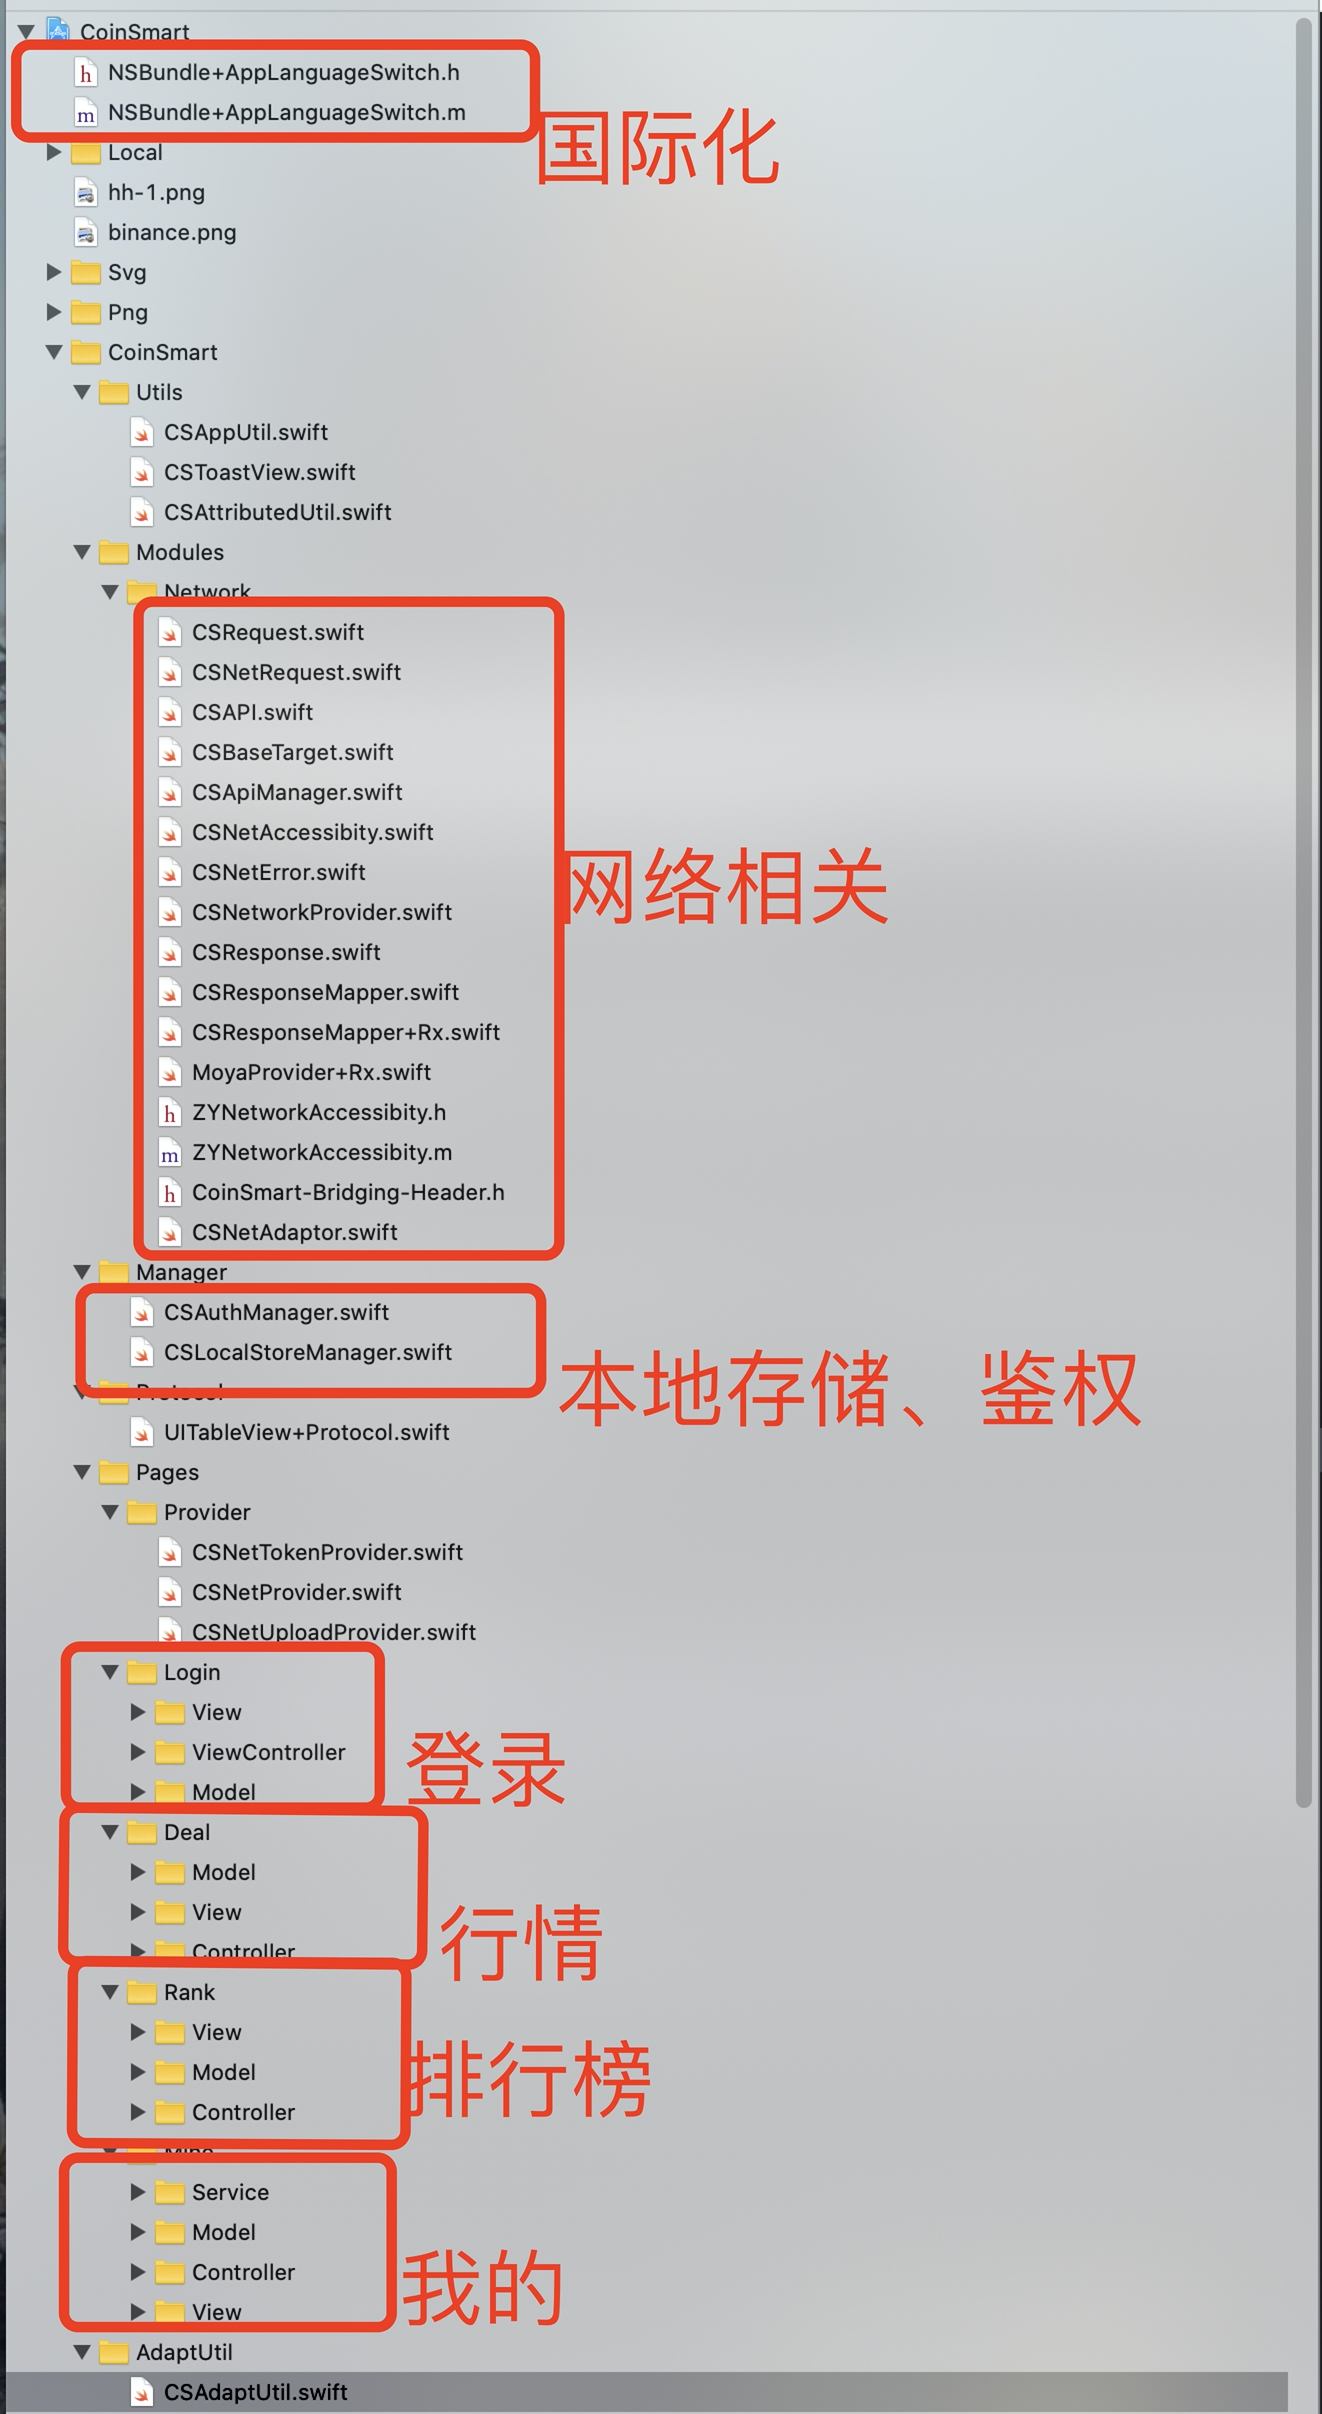 CoinSmart
NSBundle+AppLanguageSwitch.h
NSBundle+AppLanguageSwitch.m
国际化
Local
hh-1.png
binance.png
Svg
Png
CoinSmart
Utils
CSAppUtil.swift
CSToastView.swift
CSAttributedUtil.swift
Modules
Network
CSRequest.swift
CSNetRequest.swift
CSAPI.swift
CSBaseTarget.swift
CSApiManager.swift
CSNetAccessibity.swift
CSNetError.swift
网络相关
CSNetworkProvider.swift
CSResponse.swift
CSResponseMapper.swift
CSResponseMapper+Rx.swift
MoyaProvider+Rx.swift
ZYNetworkAccessibity.h
ZYNetworkAccessibity.m
CoinSmart-Bridging-Header.h
CSNetAdaptor.swift
Manager
CSAuthManager.swift
CSLocalStoreManager.swift
本地存储、鉴权
Protocol
UITableView+Protocol.swift
Pages
Provider
CSNetTokenProvider.swift
CSNetProvider.swift
CSNetUploadProvider.swift
Login
View
ViewController
登录
Model
Deal
Model
View
行情
Controller
Rank
View
Model
排行榜
Controller
Mine
Service
Model
Controller
我的
View
AdaptUtil
CSAdaptUtil.swift